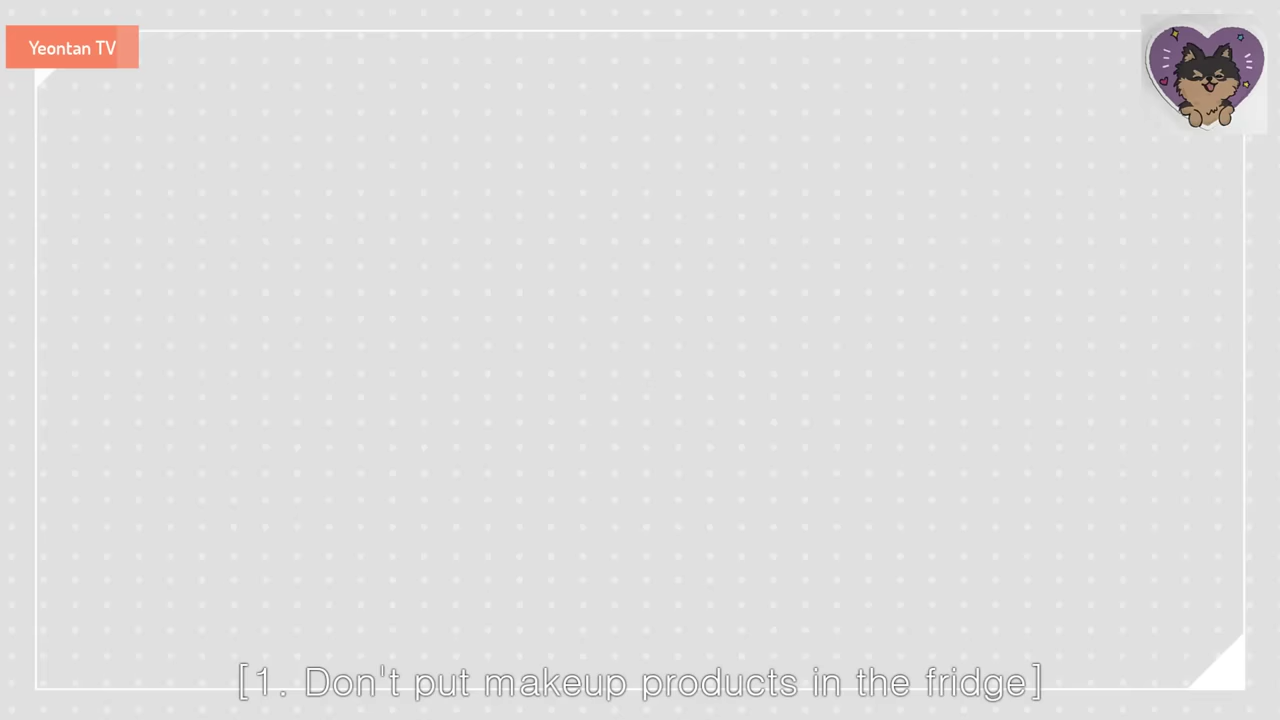 Yeontan TV
[1. Don't put makeup products in the fridge]